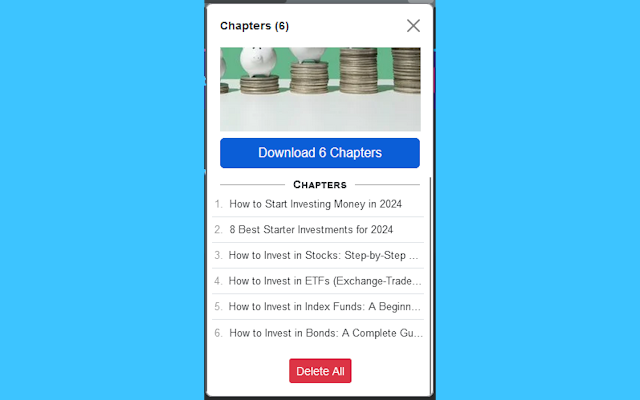 Chapters (6)
Download 6 Chapters
Chapters
1. How to Start Investing Money in 2024
2. 8 Best Starter Investments for 2024
3. How to Invest in Stocks: Step-by-Step ...
4. How to Invest in ETFs (Exchange-Trade...
5. How to Invest in Index Funds: A Beginn...
6. How to Invest in Bonds: A Complete Gu...
Delete All